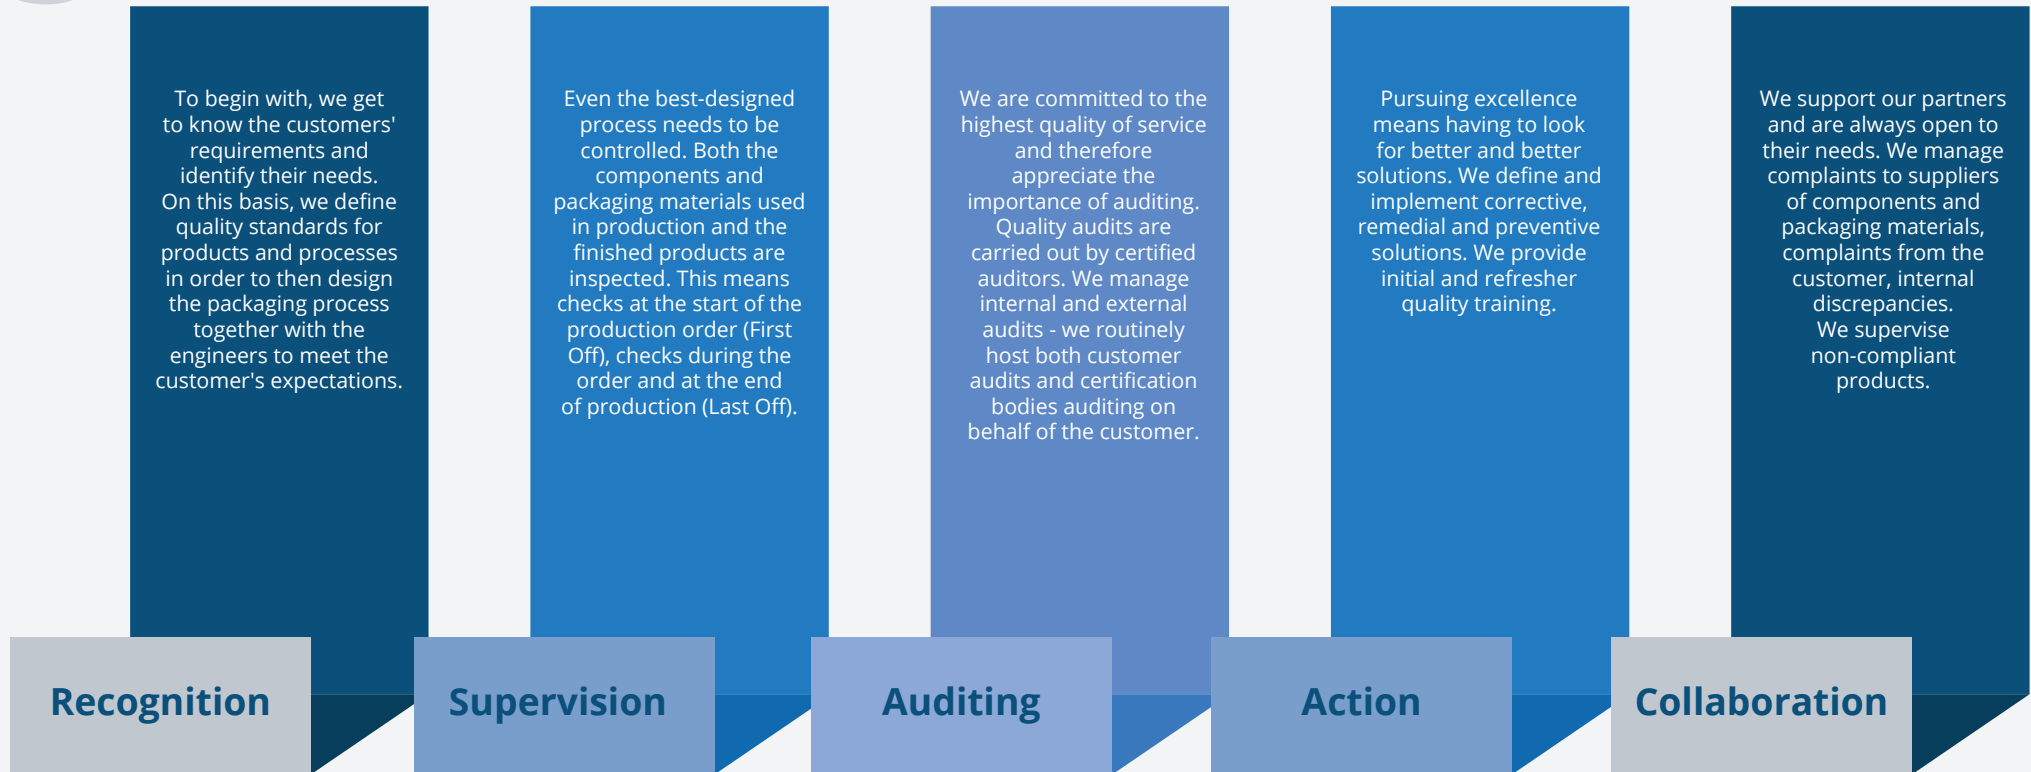 To begin with, we get
to know the customers'
requirements and
identify their needs.
On this basis, we define
quality standards for
products and processes
in order to then design
the packaging process
together with the
engineers to meet the
customer's expectations.
Recognition
Even the best-designed
process needs to be
controlled. Both the
components and
packaging materials used
in production and the
finished products are
inspected. This means
checks at the start of the
production order (First
Off), checks during the
order and at the end
of production (Last Off).
Supervision
We are committed to the
highest quality of service
and therefore
appreciate the
importance of auditing.
Quality audits are
carried out by certified
auditors. We manage
internal and external
audits - we routinely
host both customer
audits and certification
bodies auditing on
behalf of the customer.
Auditing
Pursuing excellence
means having to look
for better and better
solutions. We define and
implement corrective,
remedial and preventive
solutions. We provide
initial and refresher
quality training.
Action
We support our partners
and are always open to
their needs. We manage
complaints to suppliers
of components and
packaging materials,
complaints from the
customer, internal
discrepancies.
We supervise
non-compliant
products.
Collaboration